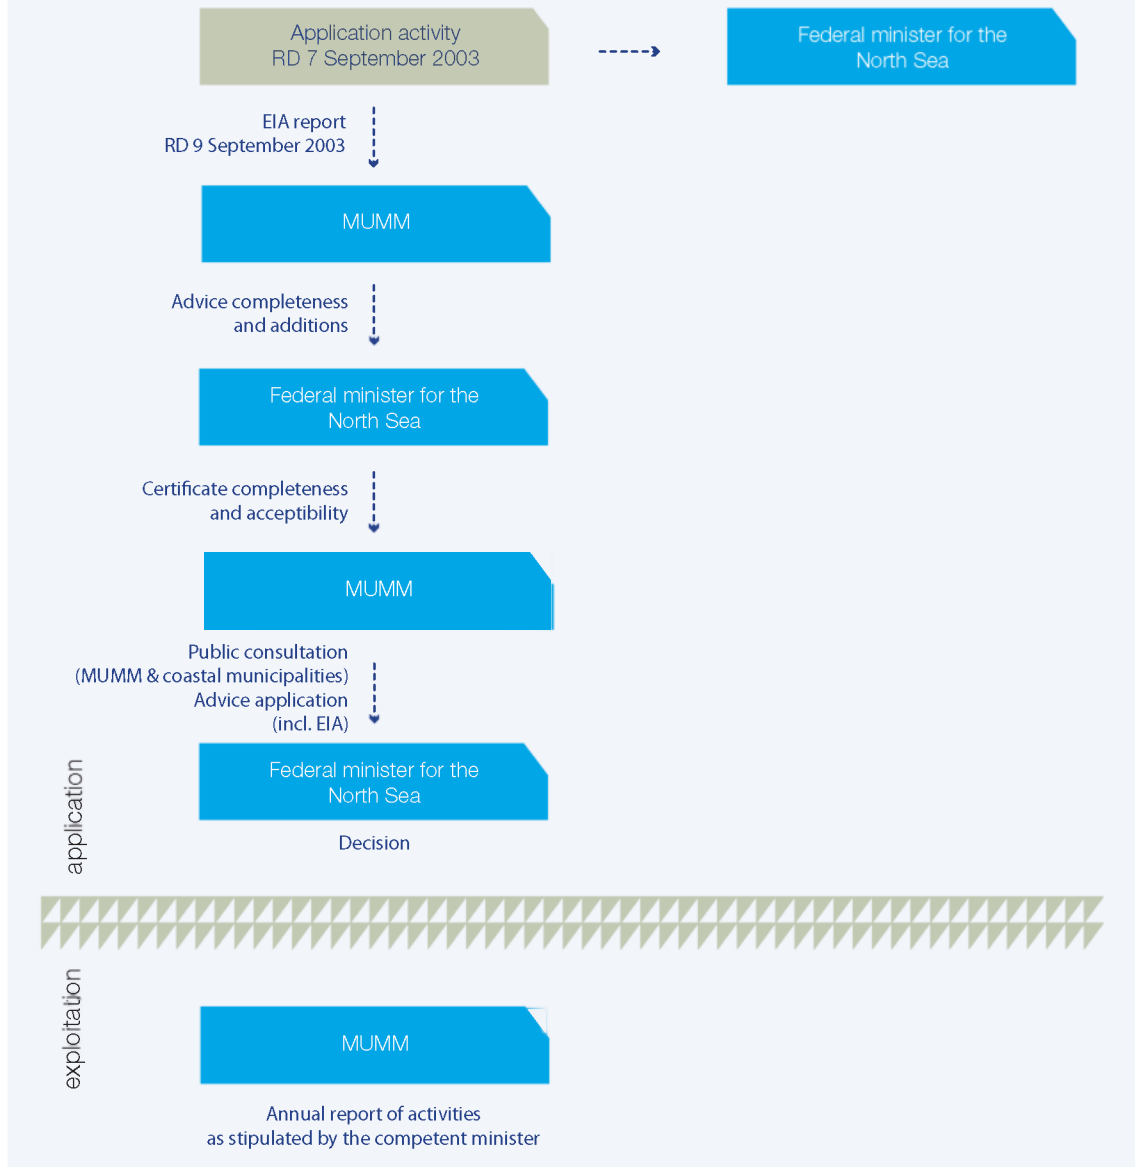 Application activity
RD 7 September 2003
Federal minister for the
North Sea
EIA report
RD 9 September 2003
MUMM
Advice completeness
and additions
Federal minister for the
North Sea
Certificate completeness
and acceptibility
MUMM
Public consultation
(MUMM & coastal municipalities)
Advice application
(incl. EIA)
Federal minister for the
North Sea
Decision
application
exploitation
MUMM
Annual report of activities
as stipulated by the competent minister